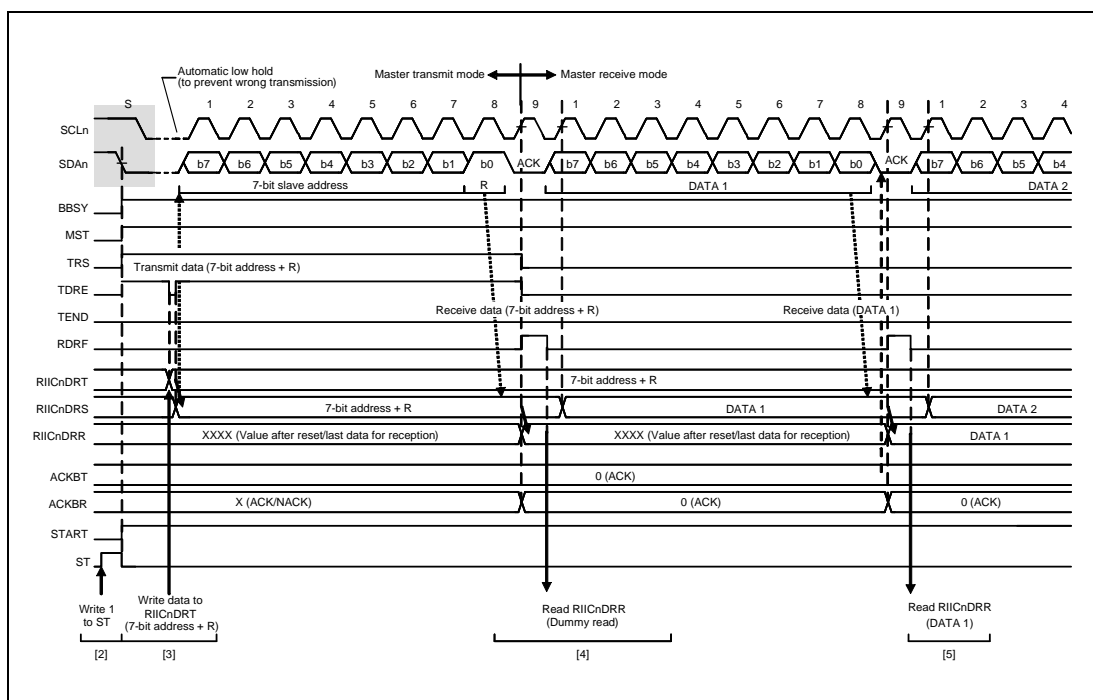 Automatic low hold
(to prevent wrong transmission)
Master transmit mode
Master receive mode
S 1 2 3 4 5 6 7 8 9 1 2 3 4 5 6 7 8 9 1 2 3 4
SCLn
SDAn b7 b6 b5 b4 b3 b2 b1 b0 ACK b7 b6 b5 b4 b3 b2 b1 b0 ACK b7 b6 b5 b4
7-bit slave address R DATA 1 DATA 2
BBSY
MST
TRS
Transmit data (7-bit address + R)
TDRE
Receive data (7-bit address + R) Receive data (DATA 1)
TEND
RDRF
RIICnDRT 7-bit address + R
RIICnDRS 7-bit address + R DATA 1 DATA 2
RIICnDRR XXXX (Value after reset/last data for reception) XXXX (Value after reset/last data for reception) DATA 1
ACKBT 0 (ACK)
ACKBR X (ACK/NACK) 0 (ACK) 0 (ACK)
START
ST
Write 1
to ST
Write data to
RIICnDRT
(7-bit address + R)
Read RIICnDRR
(Dummy read)
Read RIICnDRR
(DATA 1)
[2] [3] [4] [5]